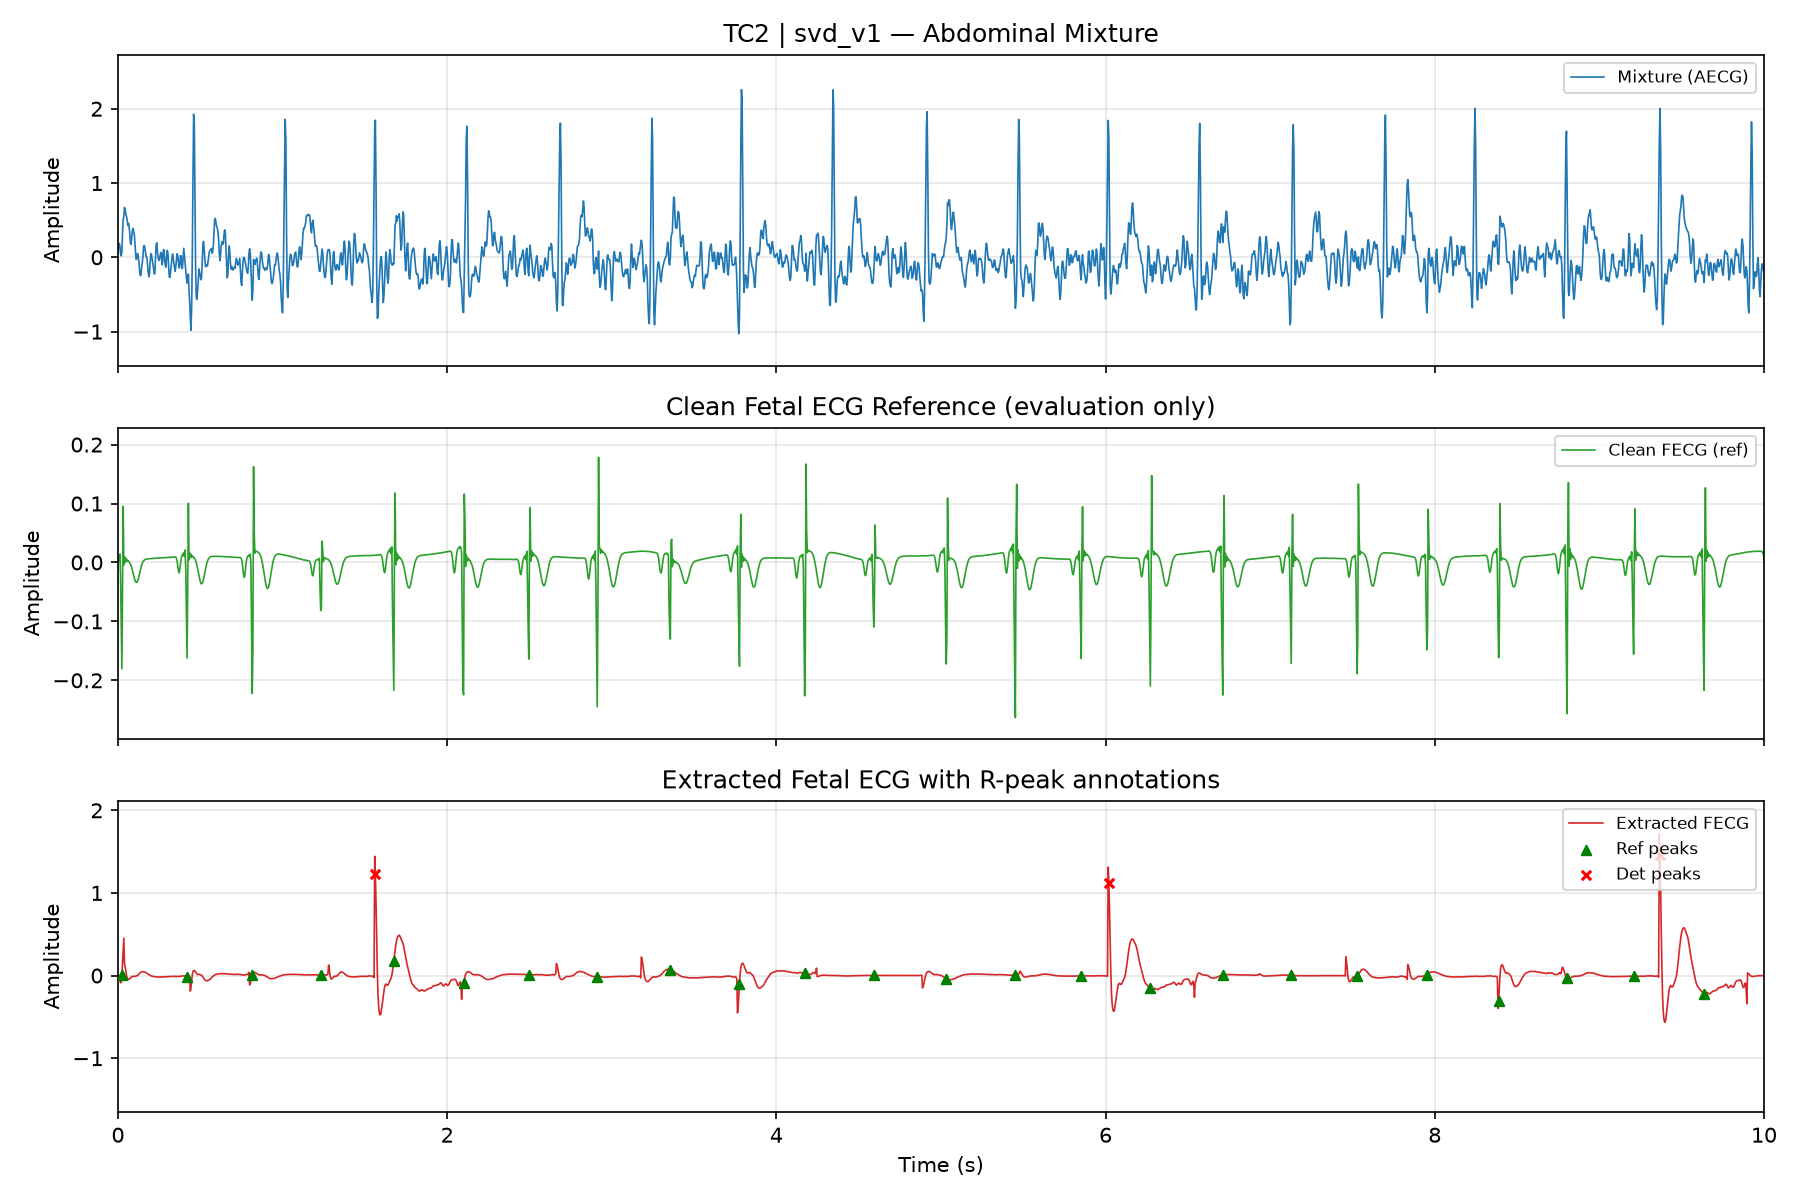 TC2 | svd_v1 — Abdominal Mixture
Mixture (AECG)
Amplitude
2
1
0
−1
Clean Fetal ECG Reference (evaluation only)
Clean FECG (ref)
Amplitude
0.2
0.1
0.0
−0.1
−0.2
Extracted Fetal ECG with R-peak annotations
Extracted FECG
Ref peaks
Det peaks
Amplitude
2
1
0
−1
0 2 4 6 8 10
Time (s)